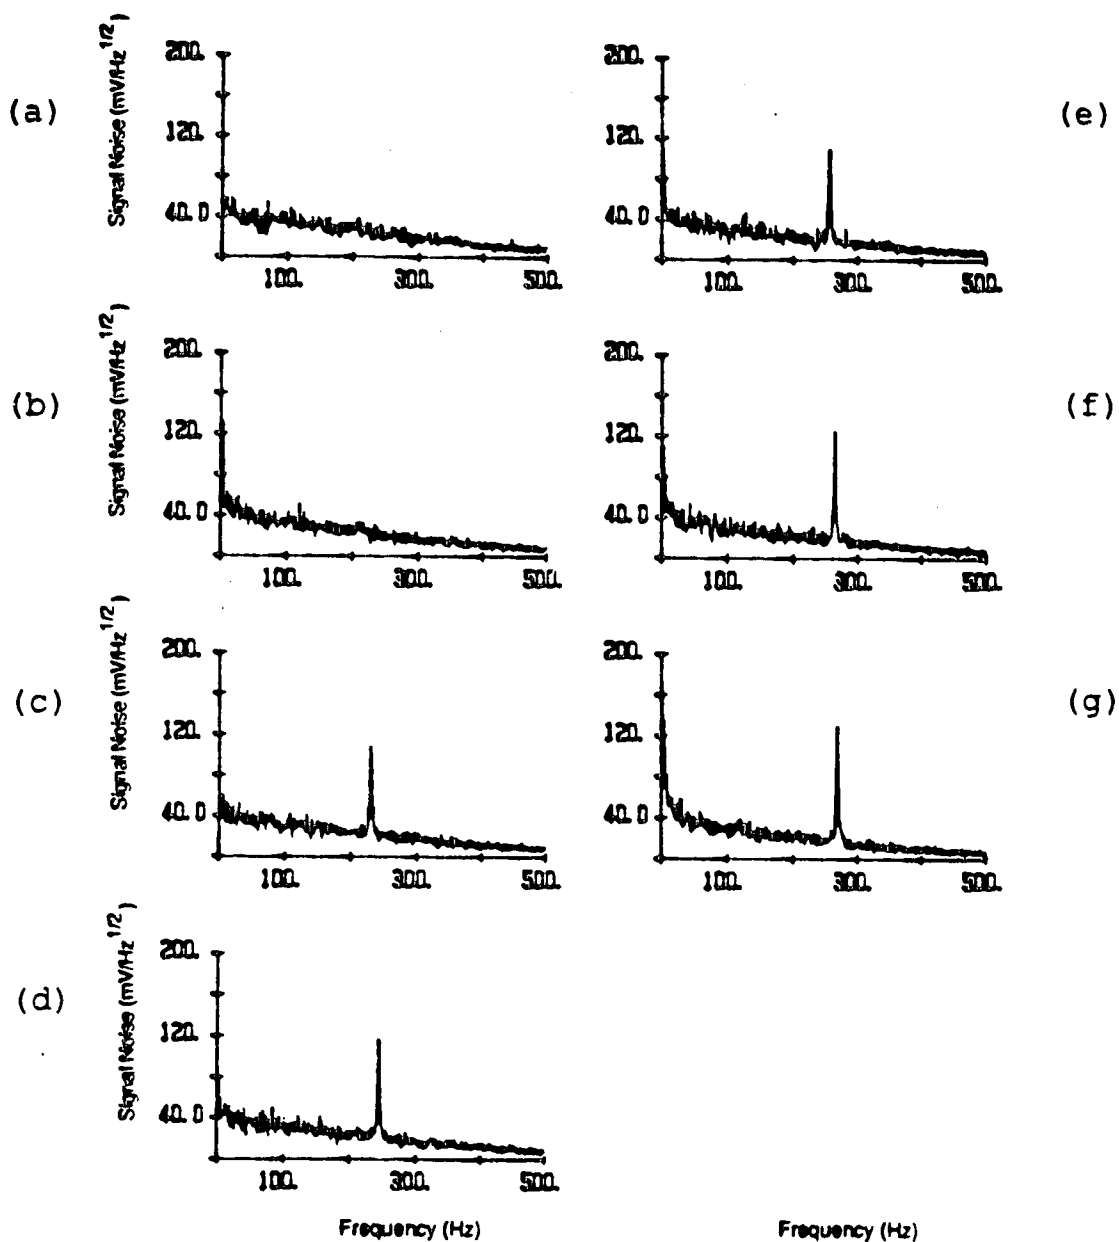 (a)
Signal Noise (mV/Hz 1/2)
200.
120.
40.0
100. 300. 500.
(b)
Signal Noise (mV/Hz 1/2)
200.
120.
40.0
100. 300. 500.
(c)
Signal Noise (mV/Hz 1/2)
200.
120.
40.0
100. 300. 500.
(d)
Signal Noise (mV/Hz 1/2)
200.
120.
40.0
100. 300. 500.
Frequency (Hz)
(e)
200.
120.
40.0
100. 300. 500.
(f)
200.
120.
40.0
100. 300. 500.
(g)
200.
120.
40.0
100. 300. 500.
Frequency (Hz)